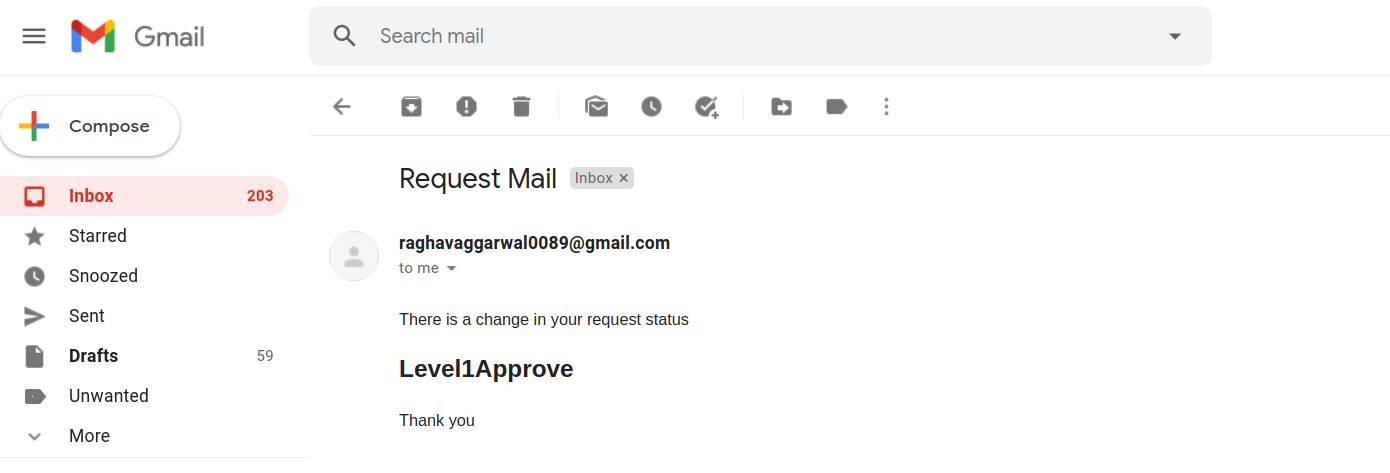 Gmail
Search mail
Compose
Inbox 203
Starred
Snoozed
Sent
Drafts 59
Unwanted
More
Request Mail Inbox ×
raghavaggarwal0089@gmail.com
to me
There is a change in your request status
Level1Approve
Thank you